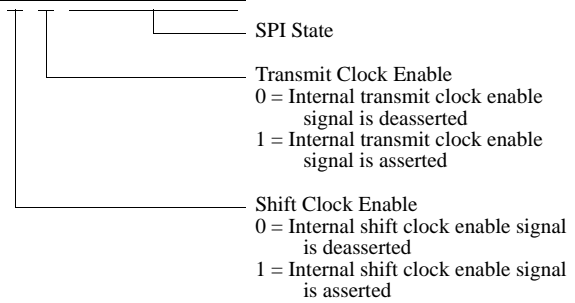 SPI State
Transmit Clock Enable
0 = Internal transmit clock enable
signal is deasserted
1 = Internal transmit clock enable
signal is asserted
Shift Clock Enable
0 = Internal shift clock enable signal
is deasserted
1 = Internal shift clock enable signal
is asserted